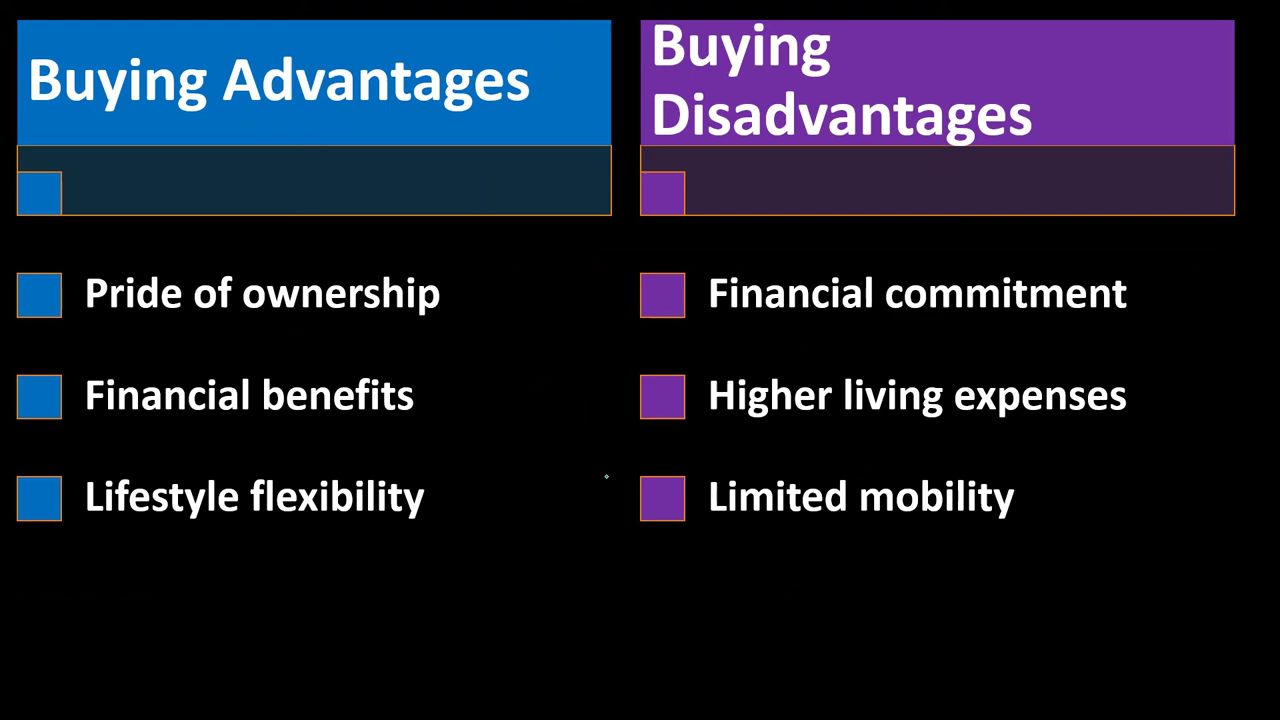 Buying Advantages
Pride of ownership
Financial benefits
Lifestyle flexibility
Buying
Disadvantages
Financial commitment
Higher living expenses
Limited mobility